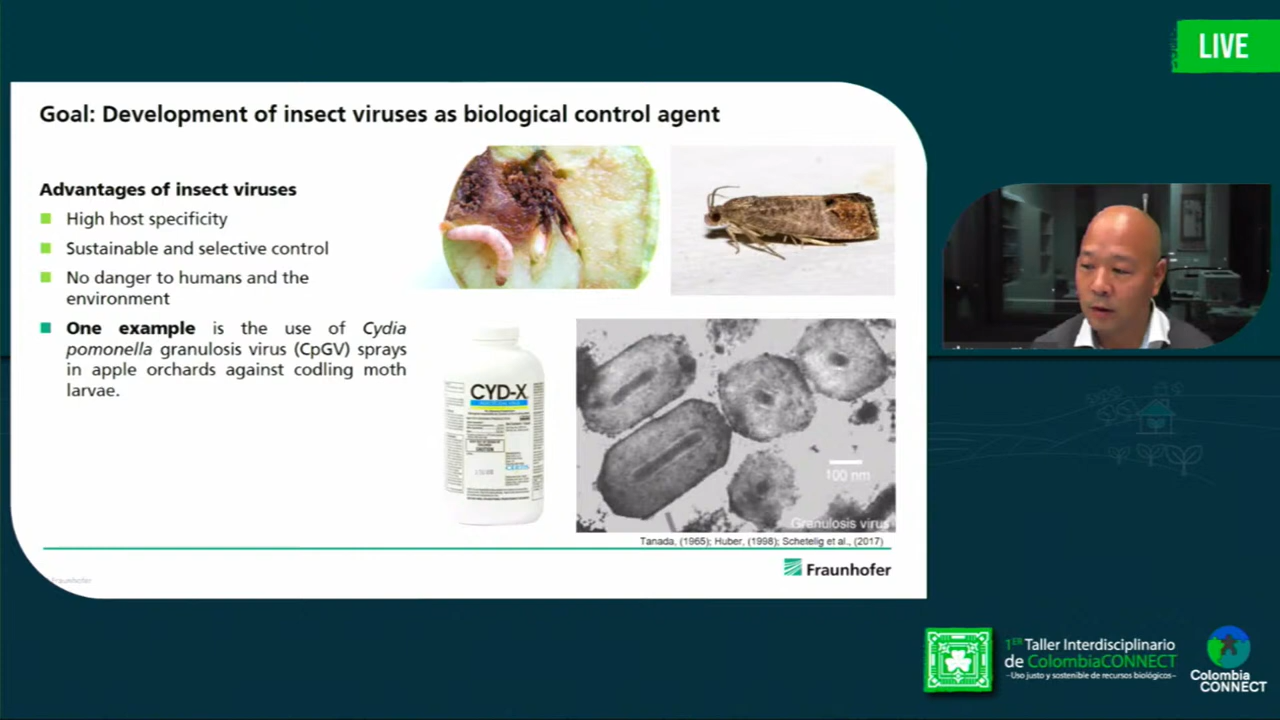 LIVE
Goal: Development of insect viruses as biological control agent
Advantages of insect viruses
High host specificity
Sustainable and selective control
No danger to humans and the
environment
One example is the use of Cydia
pomonella granulosis virus (CpGV) sprays
in apple orchards against codling moth
larvae.
CYD-X
CAUTION
CERTIS
100 nm
Granulosis virus
Tanada, (1965); Huber, (1998); Schetelig et al., (2017)
Fraunhofer
Fraunhofer
1ER Taller Interdisciplinario
de ColombiaCONNECT
-Uso justo y sostenible de recursos biológicos-
Colombia
CONNECT